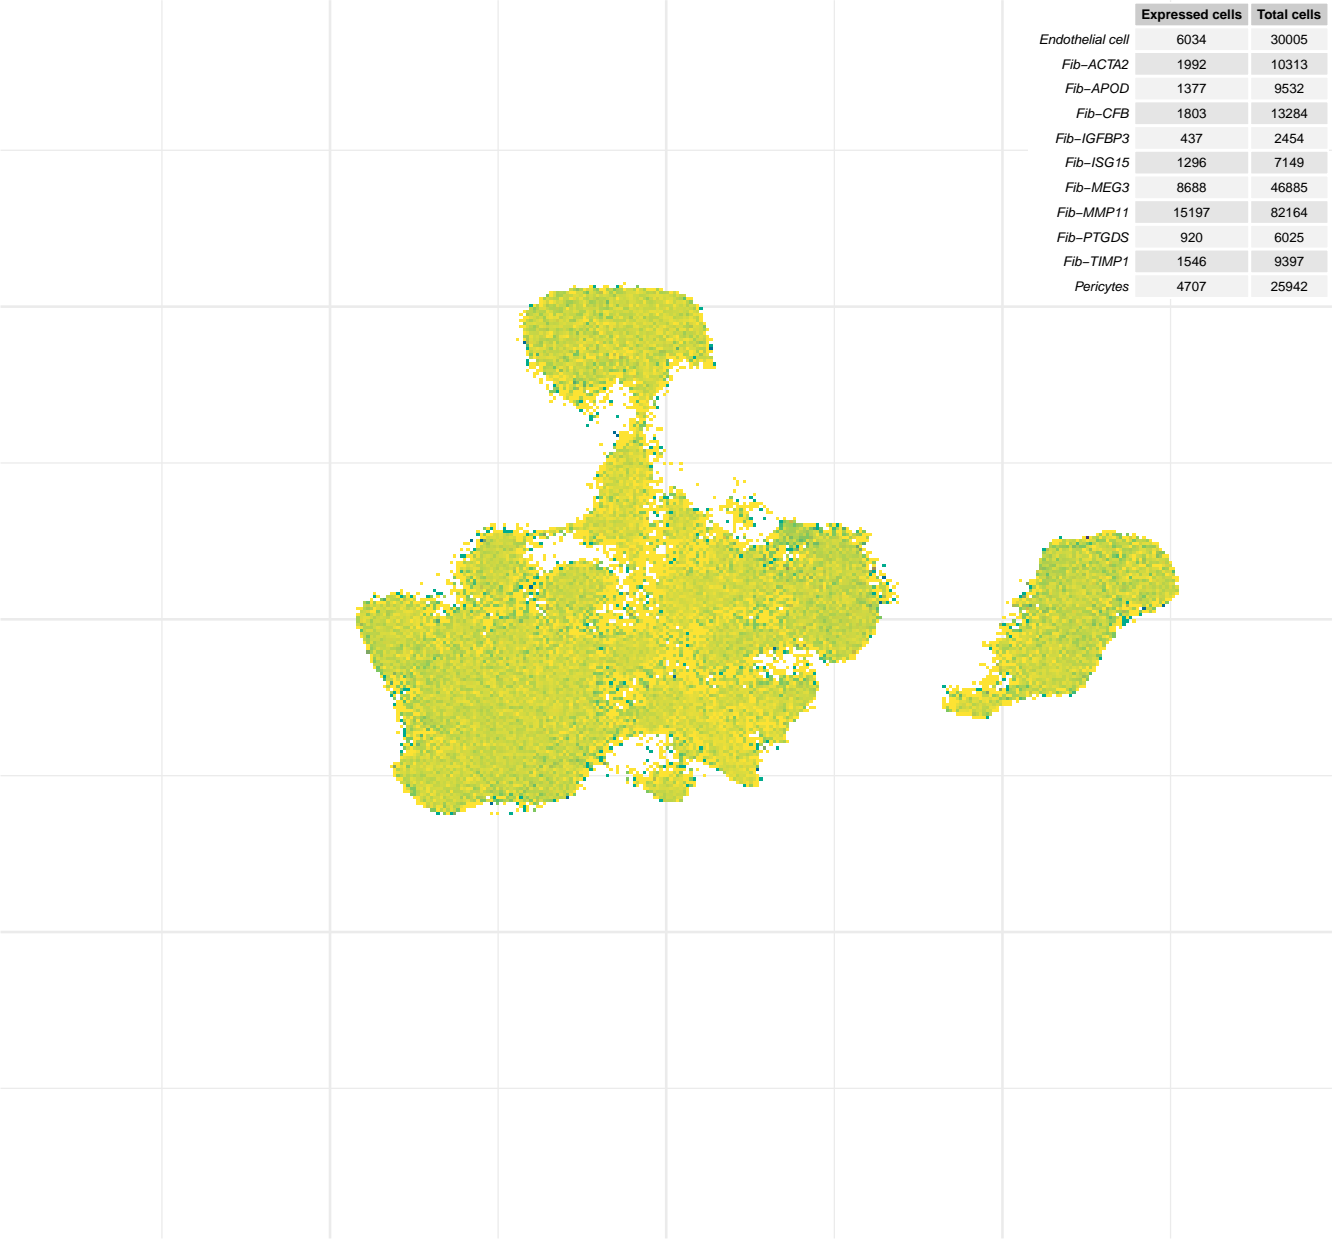 Expressed cells Total cells
Endothelial cell 6034 30005
Fib−ACTA2 1992 10313
Fib−APOD 1377 9532
Fib−CFB 1803 13284
Fib−IGFBP3 437 2454
Fib−ISG15 1296 7149
Fib−MEG3 8688 46885
Fib−MMP11 15197 82164
Fib−PTGDS 920 6025
Fib−TIMP1 1546 9397
Pericytes 4707 25942